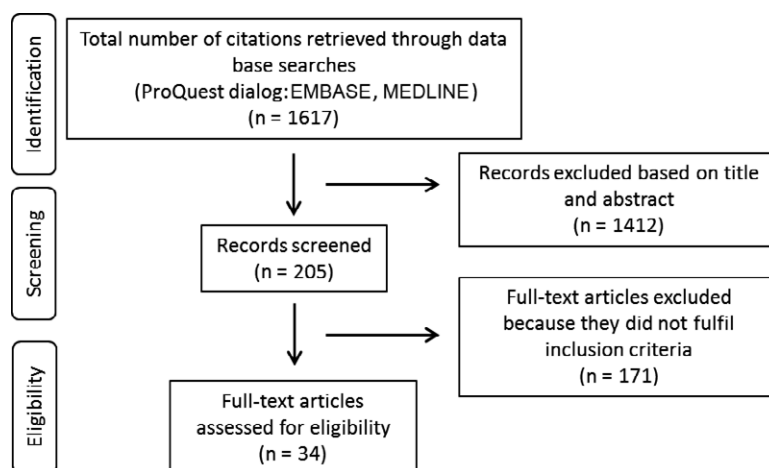 Identification
Total number of citations retrieved through data
base searches
(ProQuest dialog:EMBASE, MEDLINE)
(n = 1617)
Records excluded based on title
and abstract
(n = 1412)
Screening
Records screened
(n = 205)
Full-text articles excluded
because they did not fulfil
inclusion criteria
(n = 171)
Eligibility
Full-text articles
assessed for eligibility
(n = 34)